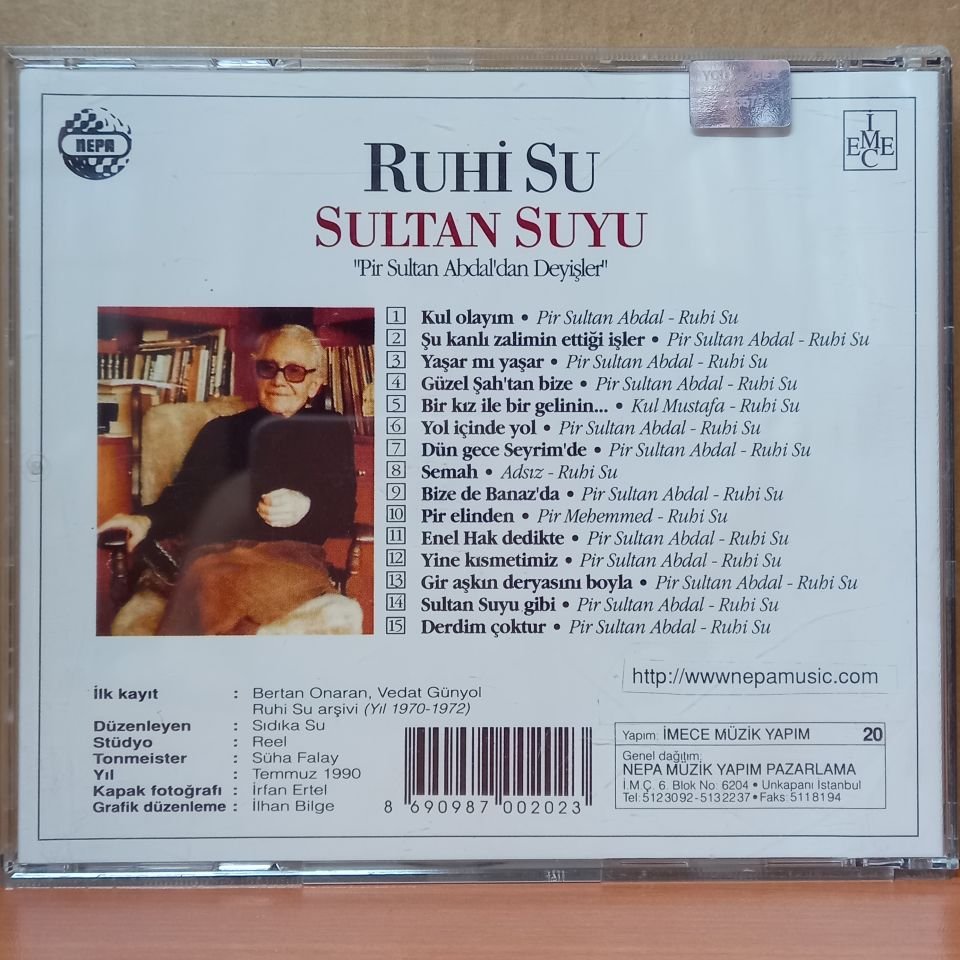 NEPA
İMECE
RUHİ SU
SULTAN SUYU
"Pir Sultan Abdal'dan Deyişler"
1 Kul olayım • Pir Sultan Abdal - Ruhi Su
2 Şu kanlı zalimin ettiği işler • Pir Sultan Abdal - Ruhi Su
3 Yaşar mı yaşar • Pir Sultan Abdal - Ruhi Su
4 Güzel Şah'tan bize • Pir Sultan Abdal - Ruhi Su
5 Bir kız ile bir gelinin... • Kul Mustafa - Ruhi Su
6 Yol içinde yol • Pir Sultan Abdal - Ruhi Su
7 Dün gece Seyrim'de • Pir Sultan Abdal - Ruhi Su
8 Semah • Adsız - Ruhi Su
9 Bize de Banaz'da • Pir Sultan Abdal - Ruhi Su
10 Pir elinden • Pir Mehemmed - Ruhi Su
11 Enel Hak dedikte • Pir Sultan Abdal - Ruhi Su
12 Yine kısmetimiz • Pir Sultan Abdal - Ruhi Su
13 Gir aşkın deryasını boyla • Pir Sultan Abdal - Ruhi Su
14 Sultan Suyu gibi • Pir Sultan Abdal - Ruhi Su
15 Derdim çoktur • Pir Sultan Abdal - Ruhi Su
İlk kayıt : Bertan Onaran, Vedat Günyol
Ruhi Su arşivi (Yıl 1970-1972)
Düzenleyen : Sıdıka Su
Stüdyo : Reel
Tonmeister : Süha Falay
Yıl : Temmuz 1990
Kapak fotoğrafı : İrfan Ertel
Grafik düzenleme : İlhan Bilge
8 690987 002023
http://wwwnepamusic.com
Yapım: İMECE MÜZİK YAPIM 20
Genel dağıtım:
NEPA MÜZİK YAPIM PAZARLAMA
İ.M.Ç. 6. Blok No: 6204 • Unkapanı İstanbul
Tel: 5123092-5132237 • Faks: 5118194